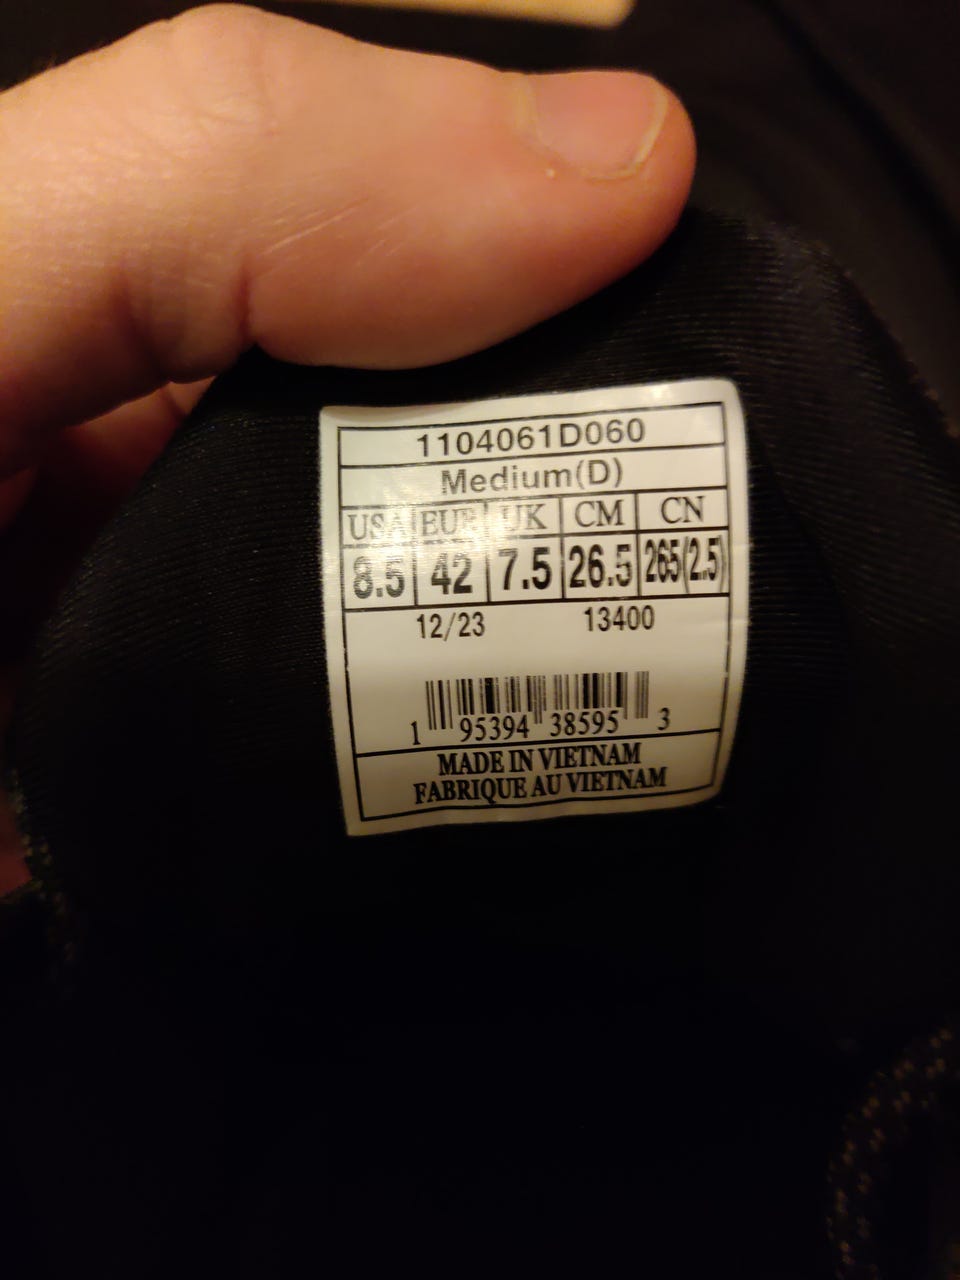 1104061D060
Medium(D)
USA EUR UK CM CN
8.5 42 7.5 26.5 265(2.5)
12/23 13400
1 95394 38595 3
MADE IN VIETNAM
FABRIQUE AU VIETNAM